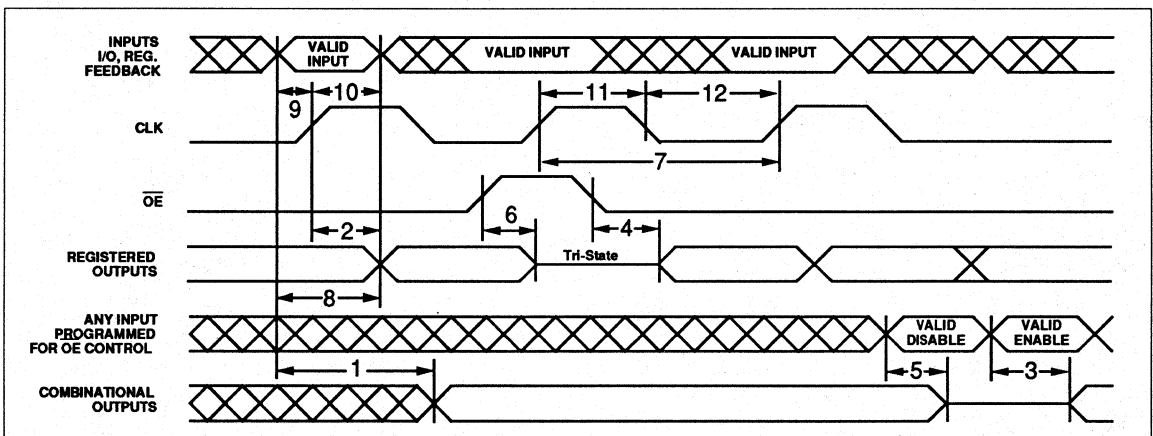 INPUTS
I/O, REG.
FEEDBACK
VALID
INPUT
VALID INPUT
VALID INPUT
9
10
11
12
CLK
7
OE
6
2
4
REGISTERED
OUTPUTS
Tri-State
8
ANY INPUT
PROGRAMMED
FOR OE CONTROL
VALID
DISABLE
VALID
ENABLE
1
5
3
COMBINATIONAL
OUTPUTS